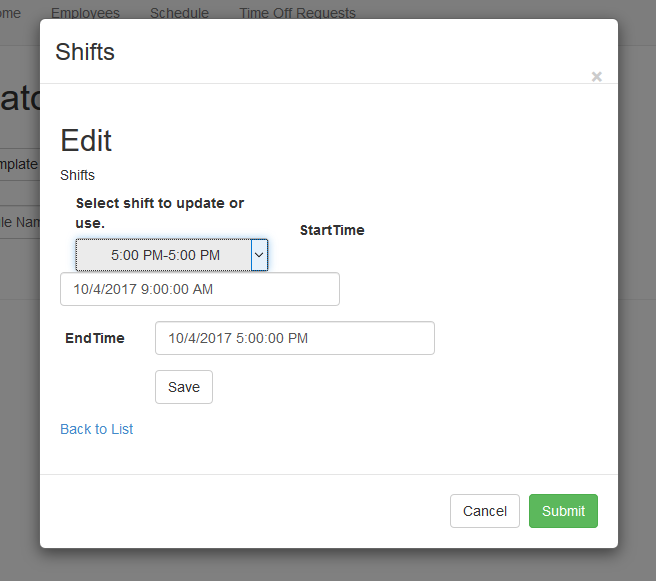 ome Employees Schedule Time Off Requests
Shifts
×
ato
Edit
mplate
Shifts
Select shift to update or
use.
StartTime
le Nam
5:00 PM-5:00 PM
10/4/2017 9:00:00 AM
EndTime
10/4/2017 5:00:00 PM
Save
Back to List
Cancel
Submit